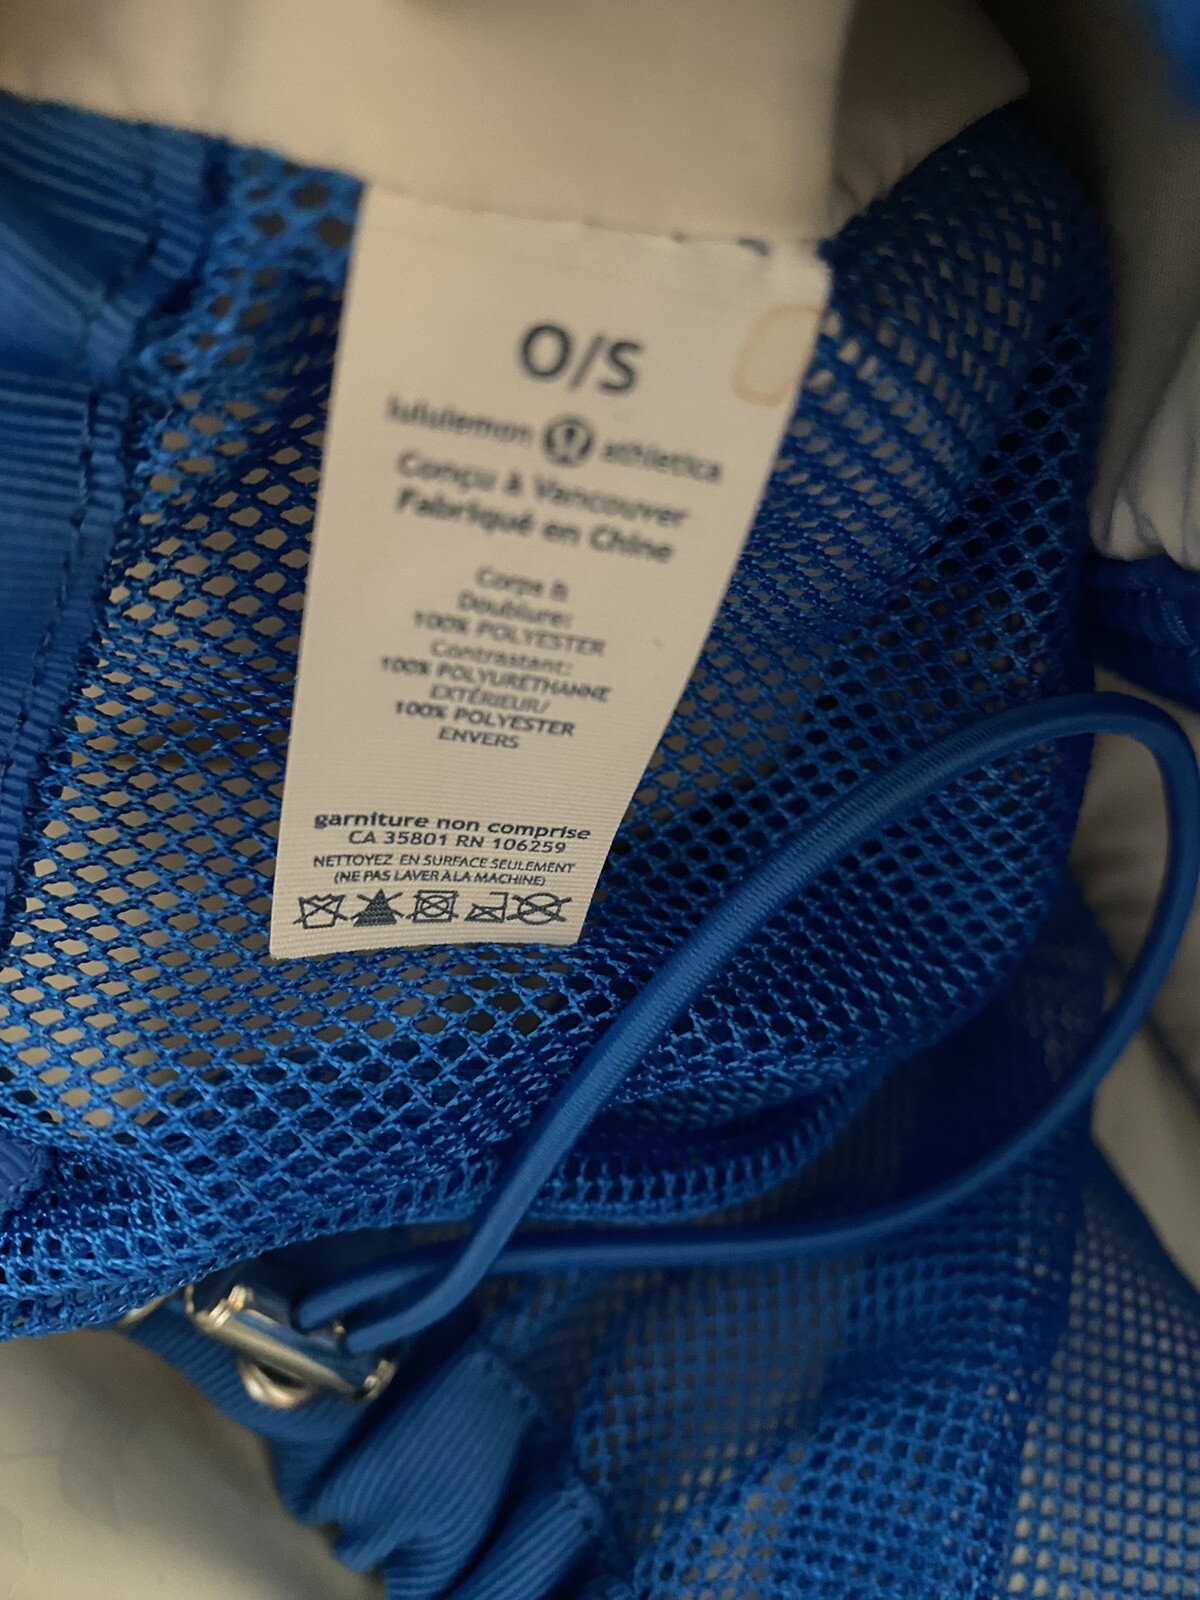 O/S
lululemon athletica
Conçu à Vancouver
Fabriqué en Chine
Corps &
Doublure:
100% POLYESTER
Contrastant:
100% POLYURÉTHANNE
EXTÉRIEUR/
100% POLYESTER
ENVERS
garniture non comprise
CA 35801 RN 106259
NETTOYEZ EN SURFACE SEULEMENT
(NE PAS LAVER À LA MACHINE)